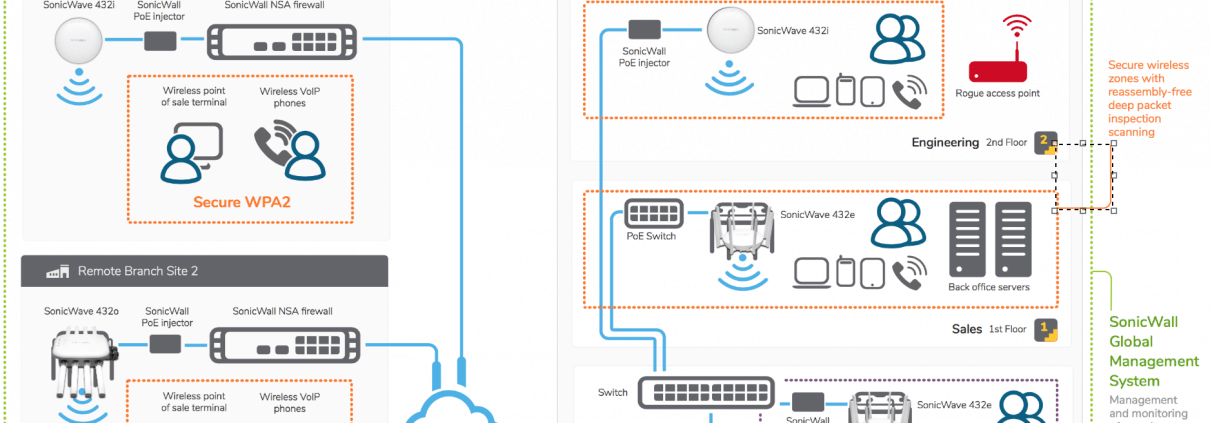 SonicWave 432i
SonicWall
PoE injector
SonicWall NSA firewall
Wireless point
of sale terminal
Wireless VoIP
phones
Secure WPA2
Remote Branch Site 2
SonicWave 432o
SonicWall
PoE injector
SonicWall NSA firewall
Wireless point
of sale terminal
Wireless VoIP
phones
SonicWall
PoE injector
SonicWave 432i
Rogue access point
Engineering 2nd Floor 2
PoE Switch
SonicWave 432e
Back office servers
Sales 1st Floor 1
Switch
SonicWall
SonicWave 432e
Secure wireless
zones with
reassembly-free
deep packet
inspection
scanning
SonicWall
Global
Management
System
Management
and monitoring